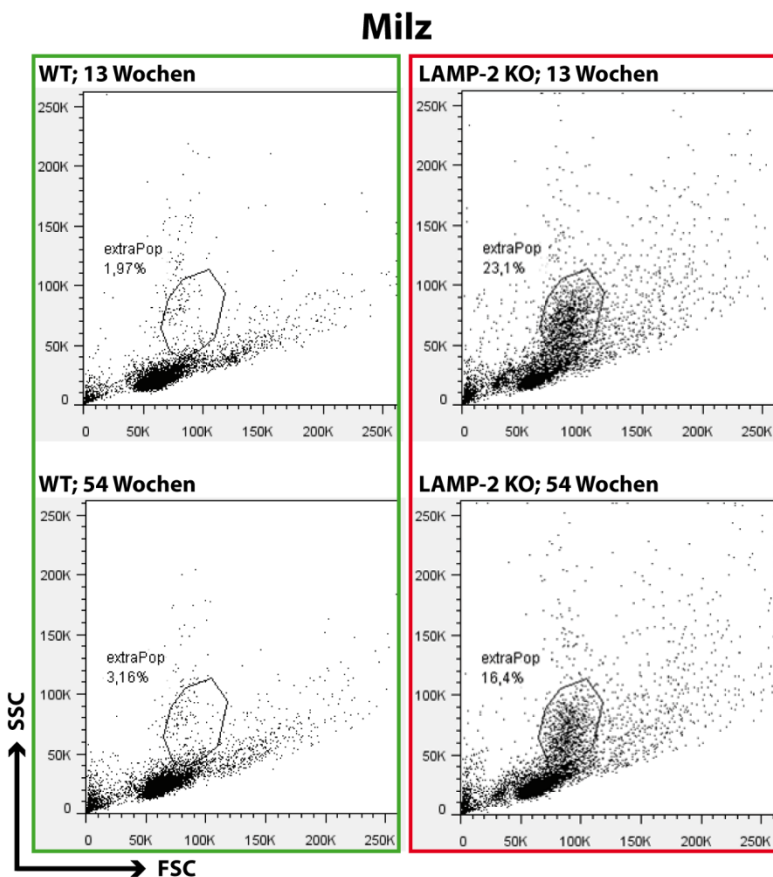 Milz
WT; 13 Wochen
250K
200K
150K
100K
50K
0
extraPop
1,97%
0 50K 100K 150K 200K 250K
LAMP-2 KO; 13 Wochen
250K
200K
150K
100K
50K
0
extraPop
23,1%
0 50K 100K 150K 200K 250K
WT; 54 Wochen
250K
200K
150K
100K
50K
0
extraPop
3,16%
0 50K 100K 150K 200K 250K
LAMP-2 KO; 54 Wochen
250K
200K
150K
100K
50K
0
extraPop
16,4%
0 50K 100K 150K 200K 250K
SSC
FSC